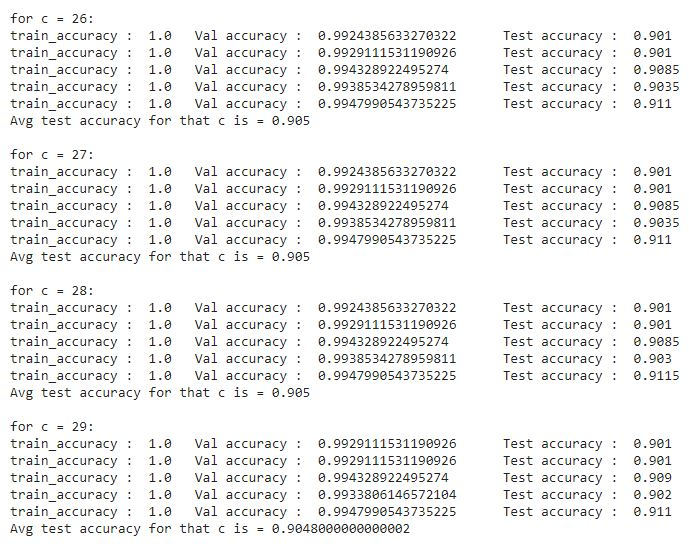 for c = 26:
train_accuracy :  1.0   Val accuracy :  0.9924385633270322      Test accuracy :  0.901
train_accuracy :  1.0   Val accuracy :  0.9929111531190926      Test accuracy :  0.901
train_accuracy :  1.0   Val accuracy :  0.994328922495274       Test accuracy :  0.9085
train_accuracy :  1.0   Val accuracy :  0.9938534278959811      Test accuracy :  0.9035
train_accuracy :  1.0   Val accuracy :  0.9947990543735225      Test accuracy :  0.911
Avg test accuracy for that c is = 0.905

for c = 27:
train_accuracy :  1.0   Val accuracy :  0.9924385633270322      Test accuracy :  0.901
train_accuracy :  1.0   Val accuracy :  0.9929111531190926      Test accuracy :  0.901
train_accuracy :  1.0   Val accuracy :  0.994328922495274       Test accuracy :  0.9085
train_accuracy :  1.0   Val accuracy :  0.9938534278959811      Test accuracy :  0.9035
train_accuracy :  1.0   Val accuracy :  0.9947990543735225      Test accuracy :  0.911
Avg test accuracy for that c is = 0.905

for c = 28:
train_accuracy :  1.0   Val accuracy :  0.9924385633270322      Test accuracy :  0.901
train_accuracy :  1.0   Val accuracy :  0.9929111531190926      Test accuracy :  0.901
train_accuracy :  1.0   Val accuracy :  0.994328922495274       Test accuracy :  0.9085
train_accuracy :  1.0   Val accuracy :  0.9938534278959811      Test accuracy :  0.903
train_accuracy :  1.0   Val accuracy :  0.9947990543735225      Test accuracy :  0.9115
Avg test accuracy for that c is = 0.905

for c = 29:
train_accuracy :  1.0   Val accuracy :  0.9929111531190926      Test accuracy :  0.901
train_accuracy :  1.0   Val accuracy :  0.9929111531190926      Test accuracy :  0.901
train_accuracy :  1.0   Val accuracy :  0.994328922495274       Test accuracy :  0.909
train_accuracy :  1.0   Val accuracy :  0.9933806146572104      Test accuracy :  0.902
train_accuracy :  1.0   Val accuracy :  0.9947990543735225      Test accuracy :  0.911
Avg test accuracy for that c is = 0.9048000000000002